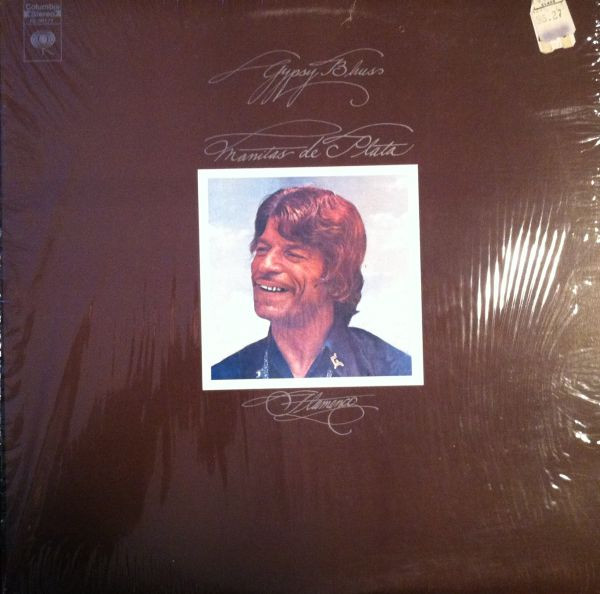 Columbia
Stereo
Gypsy Blues
Manitas de Plata
Flamenco